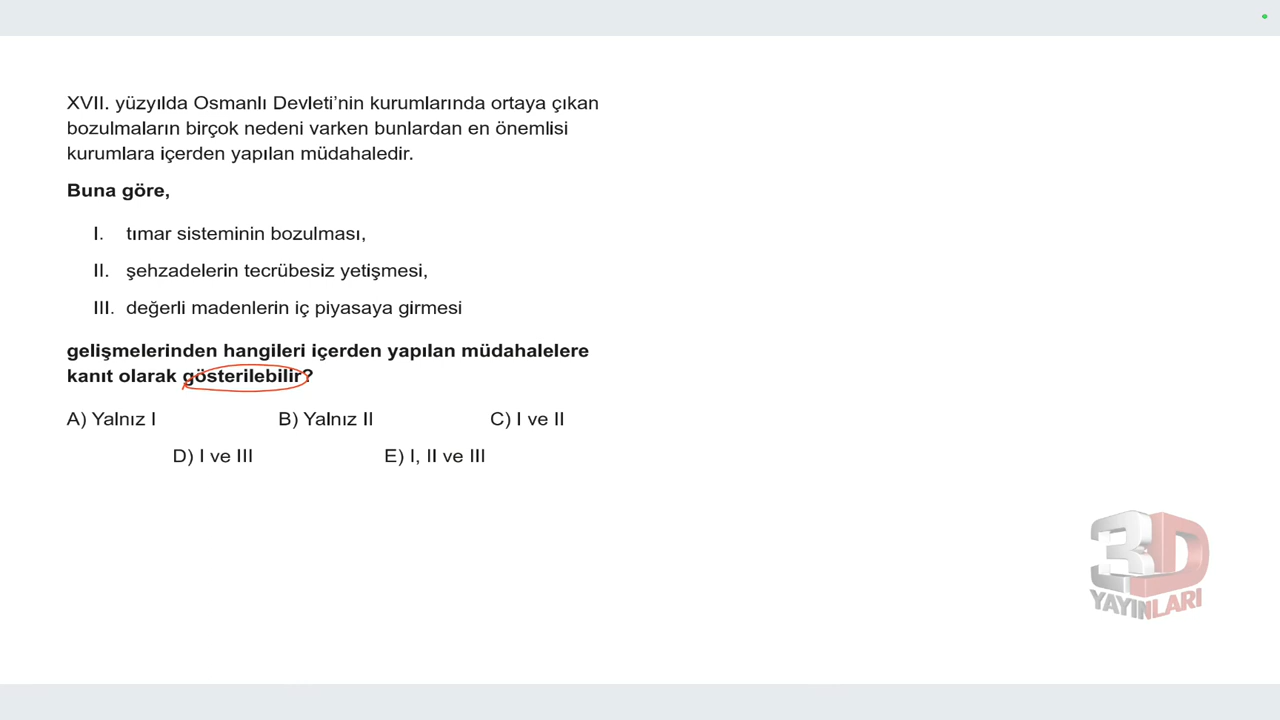 XVII. yüzyılda Osmanlı Devleti’nin kurumlarında ortaya çıkan
bozulmaların birçok nedeni varken bunlardan en önemlisi
kurumlara içerden yapılan müdahaledir.
Buna göre,
I. tımar sisteminin bozulması,
II. şehzadelerin tecrübesiz yetişmesi,
III. değerli madenlerin iç piyasaya girmesi
gelişmelerinden hangileri içerden yapılan müdahalelere
kanıt olarak gösterilebilir?
A) Yalnız I B) Yalnız II C) I ve II
D) I ve III E) I, II ve III
3D
YAYINLARI